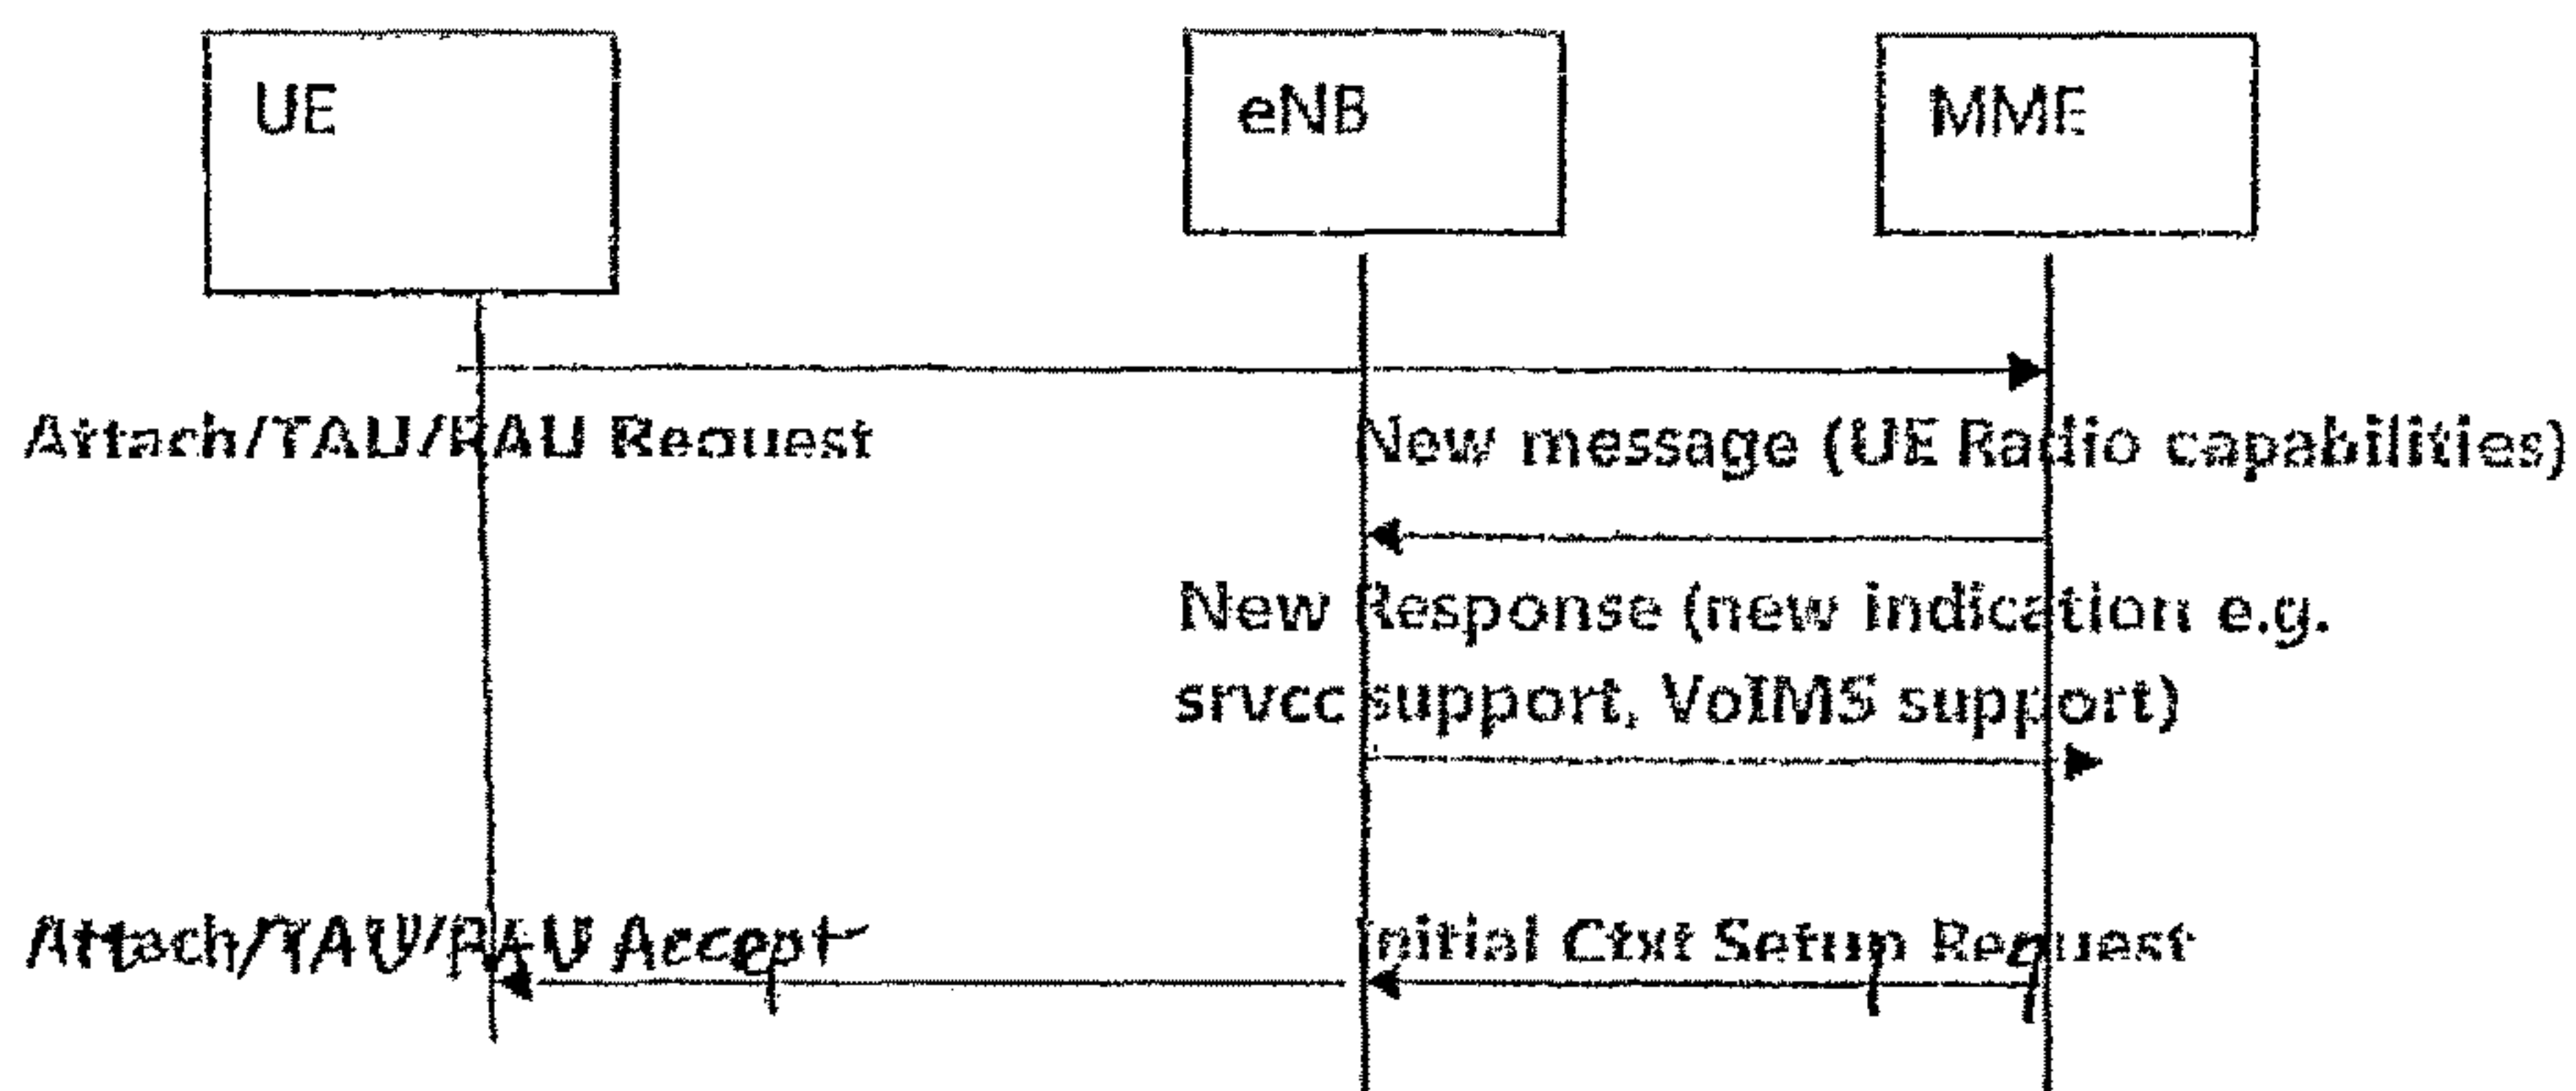 UE
eNB
MME
Attach/TAU/RAU Request
New message (UE Radio capabilities)
New Response (new indication e.g.
srvcc support, VoIMS support)
Attach/TAU/RAU Accept
Initial Ctxt Setup Request